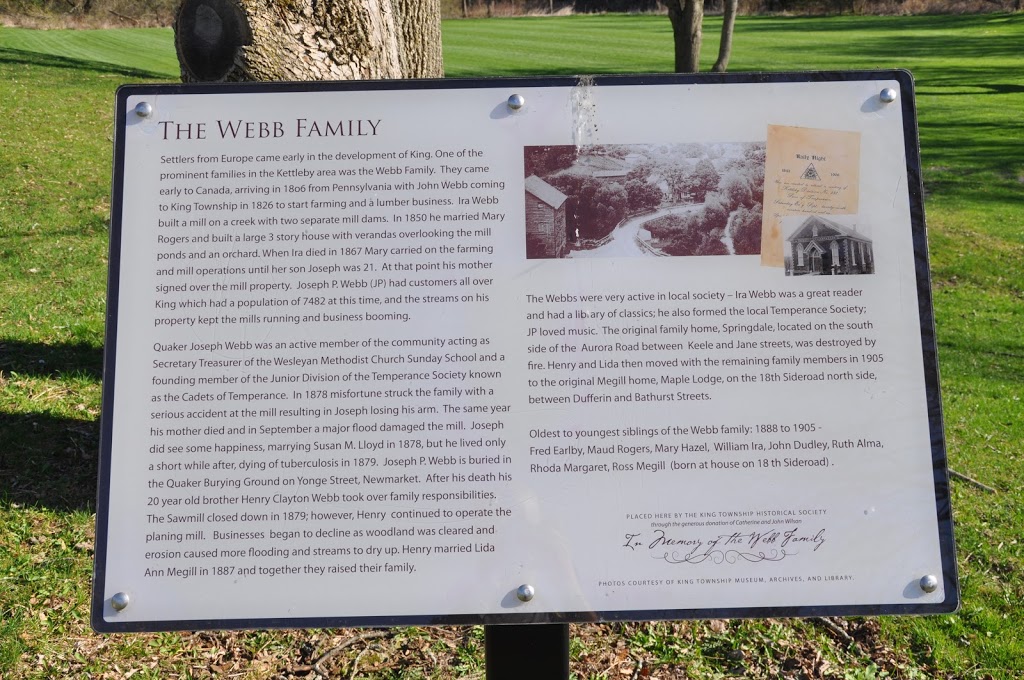 THE WEBB FAMILY
Settlers from Europe came early in the development of King. One of the
prominent families in the Kettleby area was the Webb Family. They came
early to Canada, arriving in 1806 from Pennsylvania with John Webb coming
to King Township in 1826 to start farming and a lumber business. Ira Webb
built a mill on a creek with two separate mill dams. In 1850 he married Mary
Rogers and built a large 3 story house with verandas overlooking the mill
ponds and an orchard. When Ira died in 1867 Mary carried on the farming
and mill operations until her son Joseph was 21. At that point his mother
signed over the mill property. Joseph P. Webb (JP) had customers all over
King which had a population of 7482 at this time, and the streams on his
property kept the mills running and business booming.
Quaker Joseph Webb was an active member of the community acting as
Secretary Treasurer of the Wesleyan Methodist Church Sunday School and a
founding member of the Junior Division of the Temperance Society known
as the Cadets of Temperance. In 1878 misfortune struck the family with a
serious accident at the mill resulting in Joseph losing his arm. The same year
his mother died and in September a major flood damaged the mill. Joseph
did see some happiness, marrying Susan M. Lloyd in 1878, but he lived only
a short while after, dying of tuberculosis in 1879. Joseph P. Webb is buried in
the Quaker Burying Ground on Yonge Street, Newmarket. After his death his
20 year old brother Henry Clayton Webb took over family responsibilities.
The Sawmill closed down in 1879; however, Henry continued to operate the
planing mill. Businesses began to decline as woodland was cleared and
erosion caused more flooding and streams to dry up. Henry married Lida
Ann Megill in 1887 and together they raised their family.
The Webbs were very active in local society – Ira Webb was a great reader
and had a library of classics; he also formed the local Temperance Society;
JP loved music. The original family home, Springdale, located on the south
side of the Aurora Road between Keele and Jane streets, was destroyed by
fire. Henry and Lida then moved with the remaining family members in 1905
to the original Megill home, Maple Lodge, on the 18th Sideroad north side,
between Dufferin and Bathurst Streets.
Oldest to youngest siblings of the Webb family: 1888 to 1905 -
Fred Earlby, Maud Rogers, Mary Hazel, William Ira, John Dudley, Ruth Alma,
Rhoda Margaret, Ross Megill (born at house on 18 th Sideroad) .
PLACED HERE BY THE KING TOWNSHIP HISTORICAL SOCIETY
through the generous donation of Catherine and John Wilson
In Memory of the Webb Family
PHOTOS COURTESY OF KING TOWNSHIP MUSEUM, ARCHIVES, AND LIBRARY.